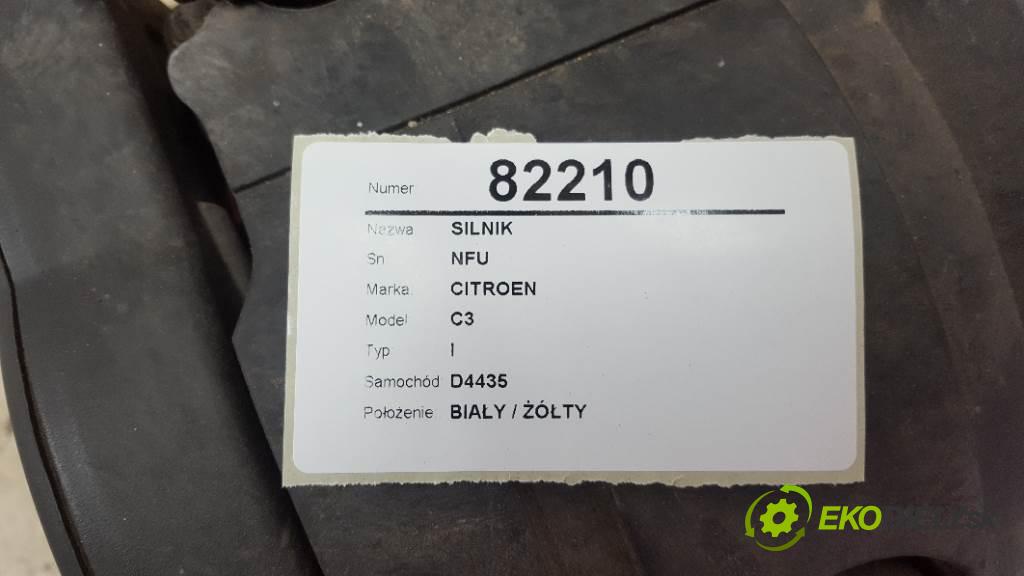 Numer 82210
Nazwa SILNIK
Sn NFU
Marka CITROEN
Model C3
Typ I
Samochód D4435
Położenie BIAŁY / ŻÓŁTY
EKO